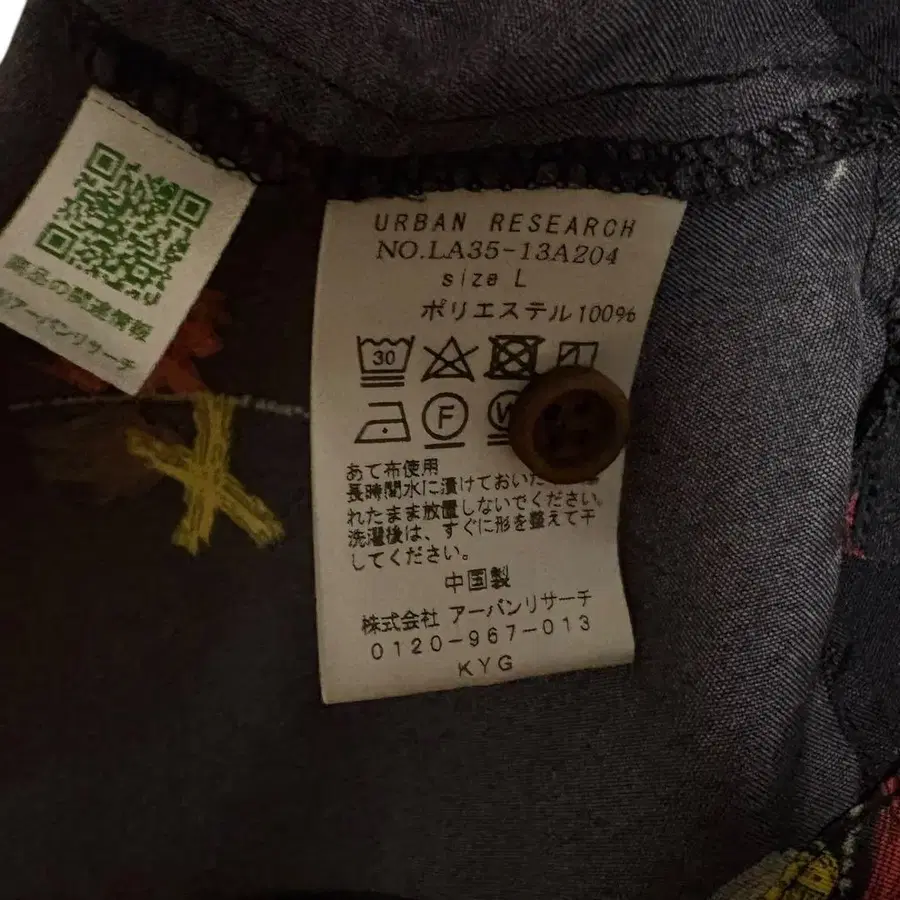 商品の製造情報
アーバンリサーチ
URBAN RESEARCH
NO.LA35-13A204
size L
ポリエステル100%
30
F
W
あて布使用
長時間水に漬けておいた
れたまま放置しないでください。
洗濯後は、すぐに形を整えて干
してください。
中国製
株式会社 アーバンリサーチ
0120-967-013
KYG